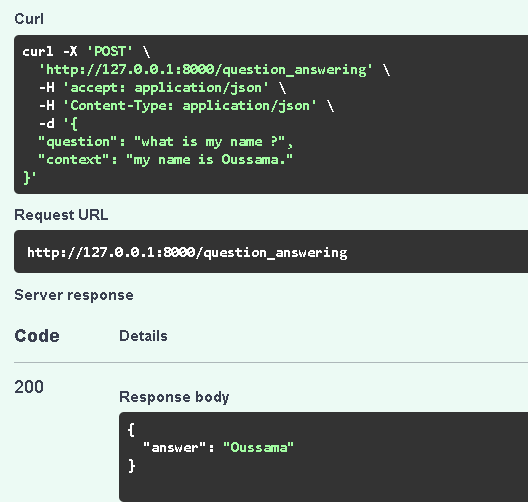 Curl
curl -X 'POST' \
'http://127.0.0.1:8000/question_answering' \
-H 'accept: application/json' \
-H 'Content-Type: application/json' \
-d '{
"question": "what is my name ?",
"context": "my name is Oussama."
}'
Request URL
http://127.0.0.1:8000/question_answering
Server response
Code Details
200
Response body
{
"answer": "Oussama"
}